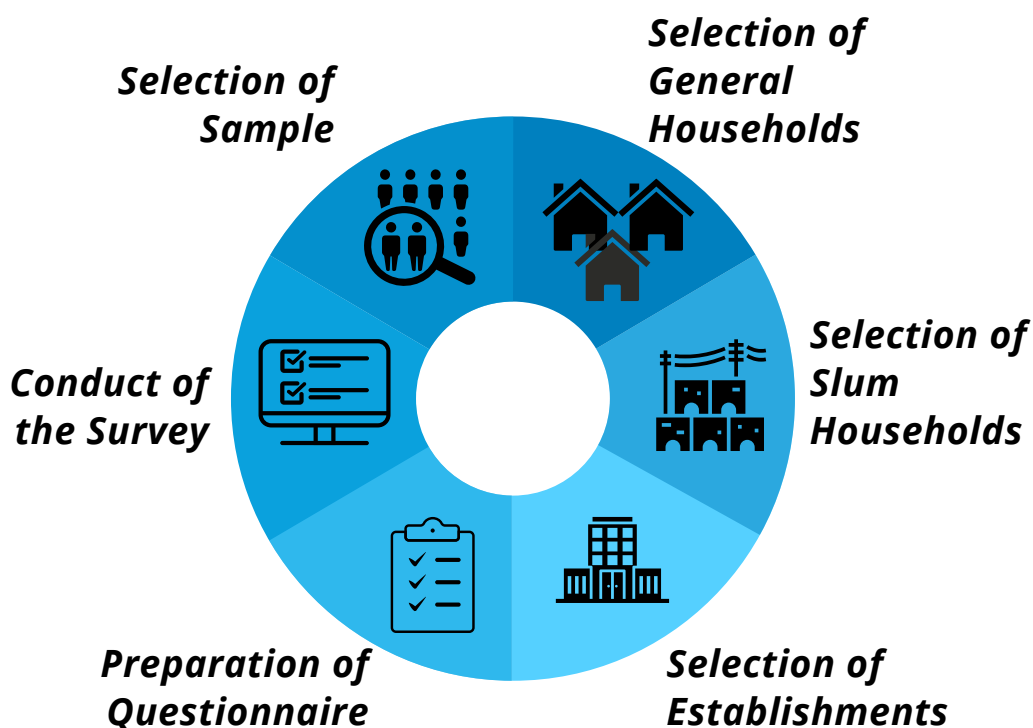 Selection of
Sample
Selection of
General
Households
Selection of
Slum
Households
Selection of
Establishments
Preparation of
Questionnaire
Conduct of
the Survey